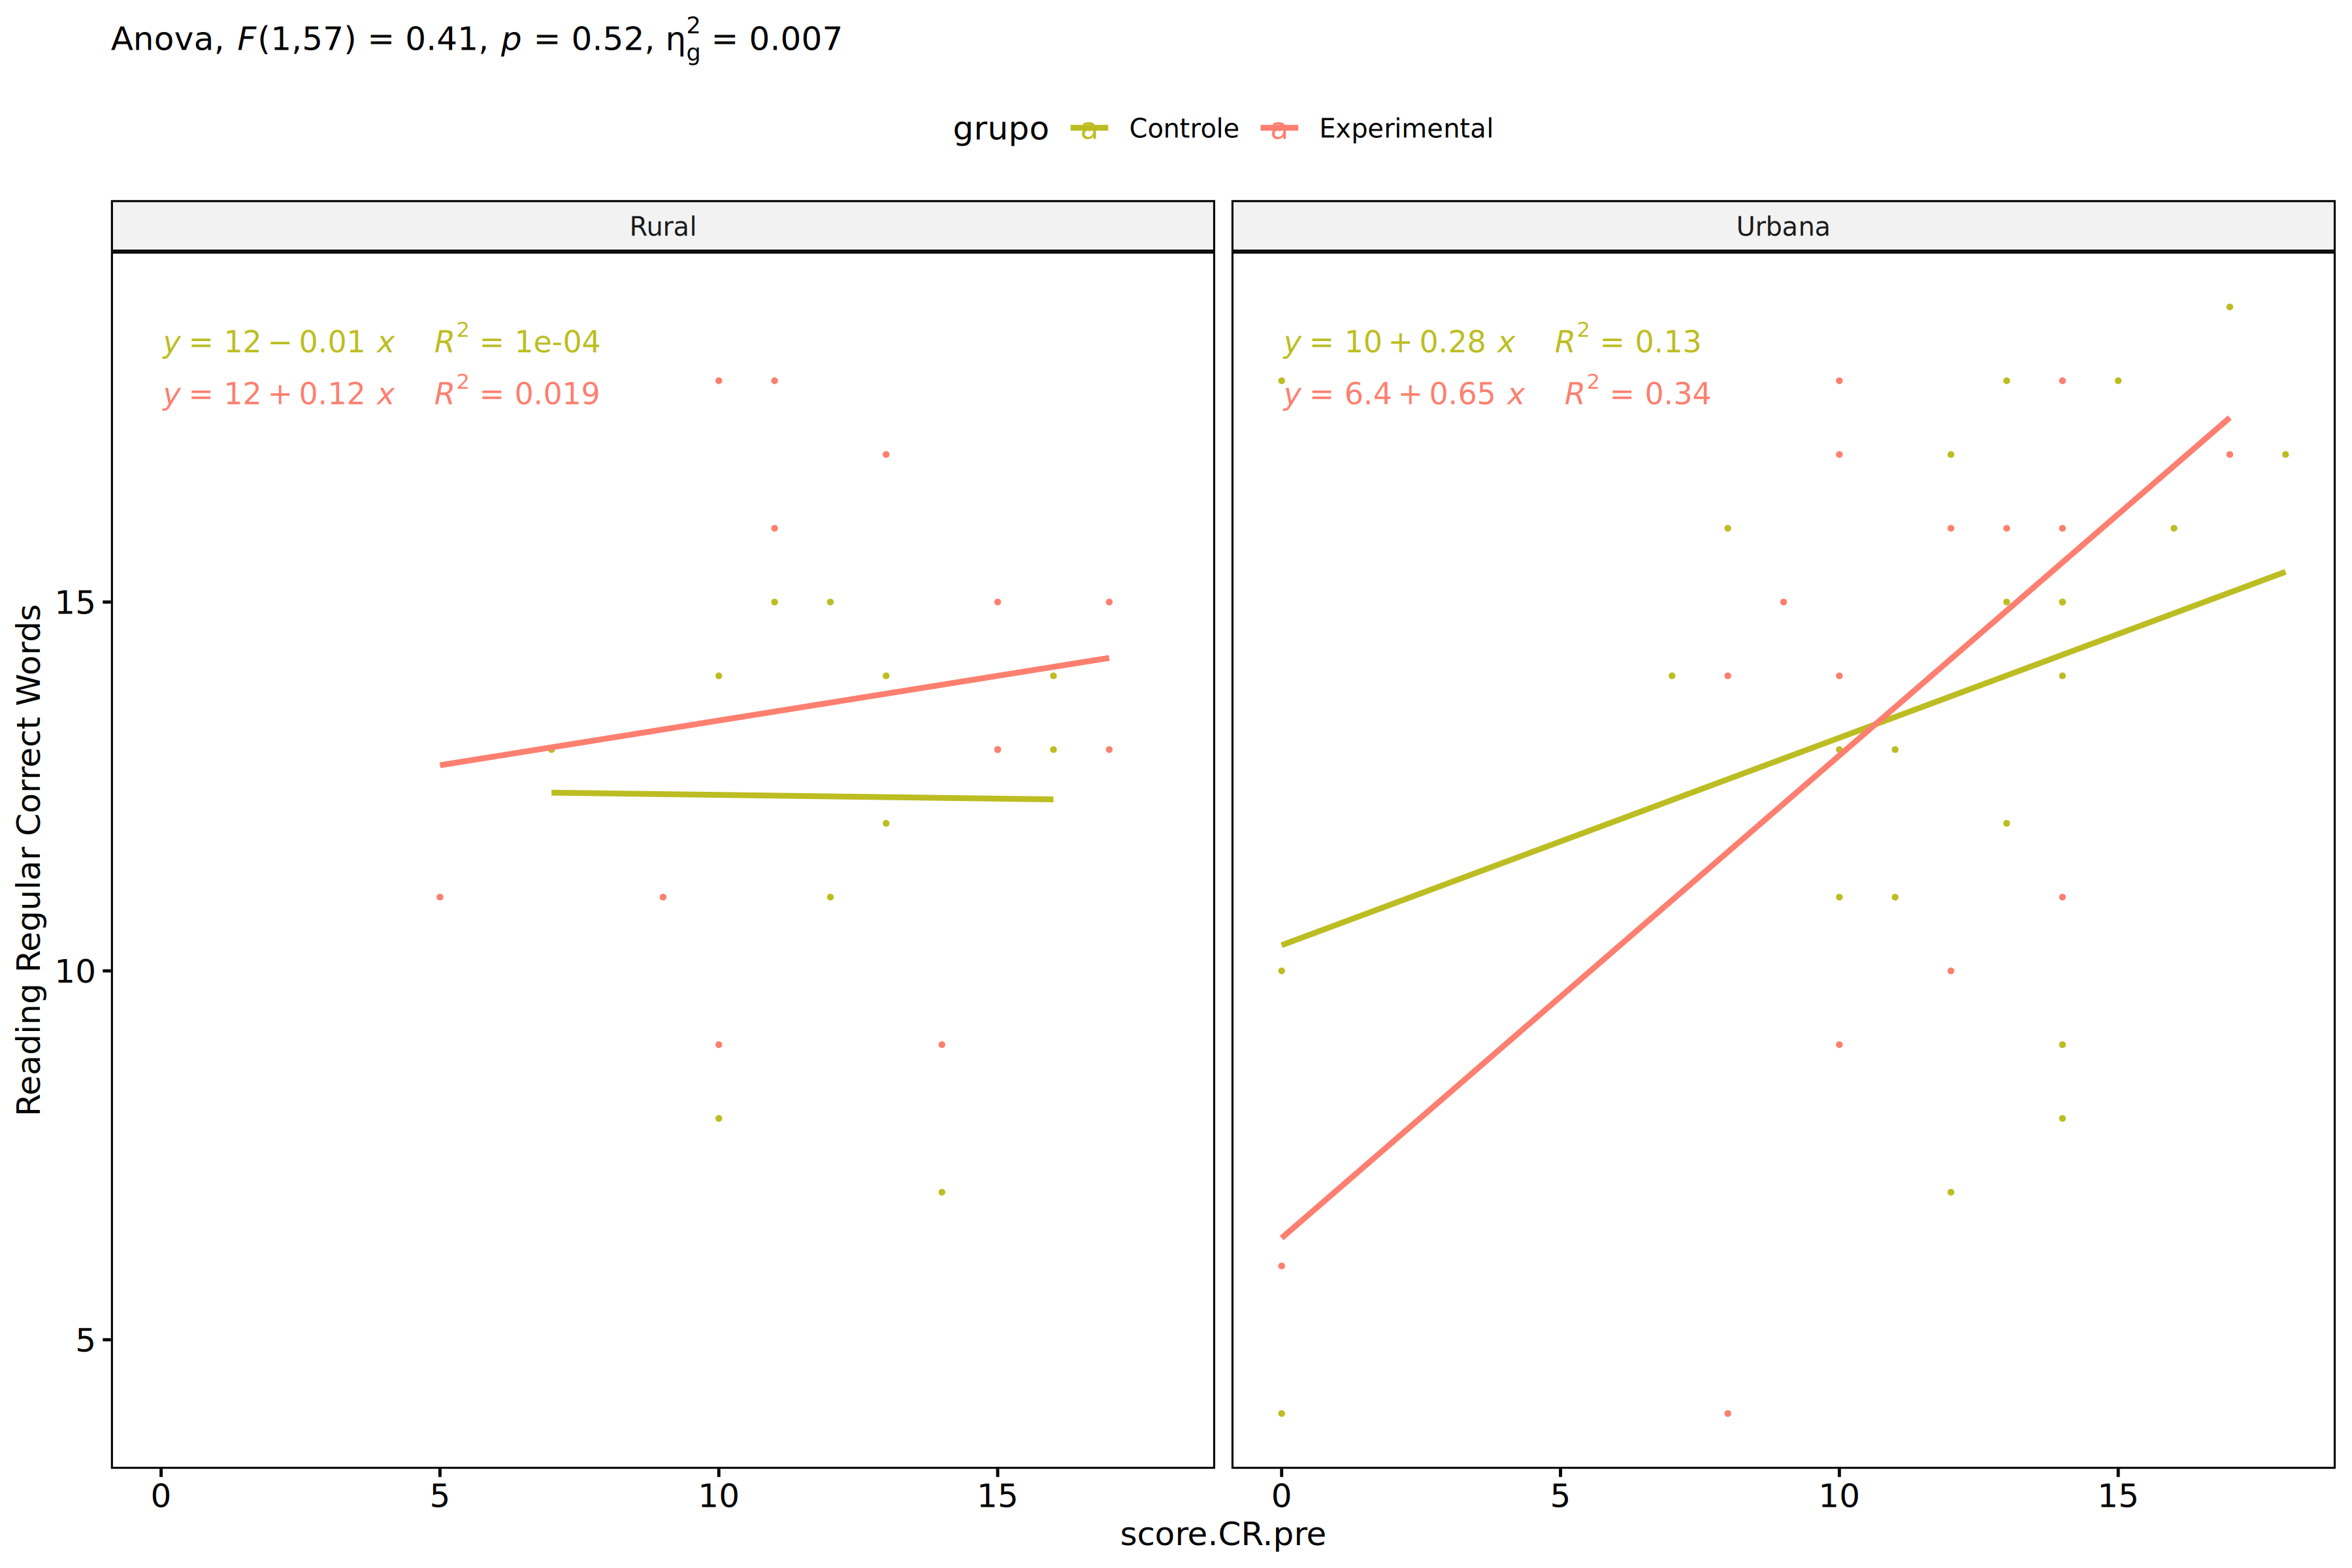 Anova, F(1,57) = 0.41, p = 0.52, η²g = 0.007
grupo a Controle a Experimental
Rural
Urbana
y = 12 − 0.01 x R² = 1e-04
y = 12 + 0.12 x R² = 0.019
y = 10 + 0.28 x R² = 0.13
y = 6.4 + 0.65 x R² = 0.34
Reading Regular Correct Words
15
10
5
0 5 10 15
0 5 10 15
score.CR.pre